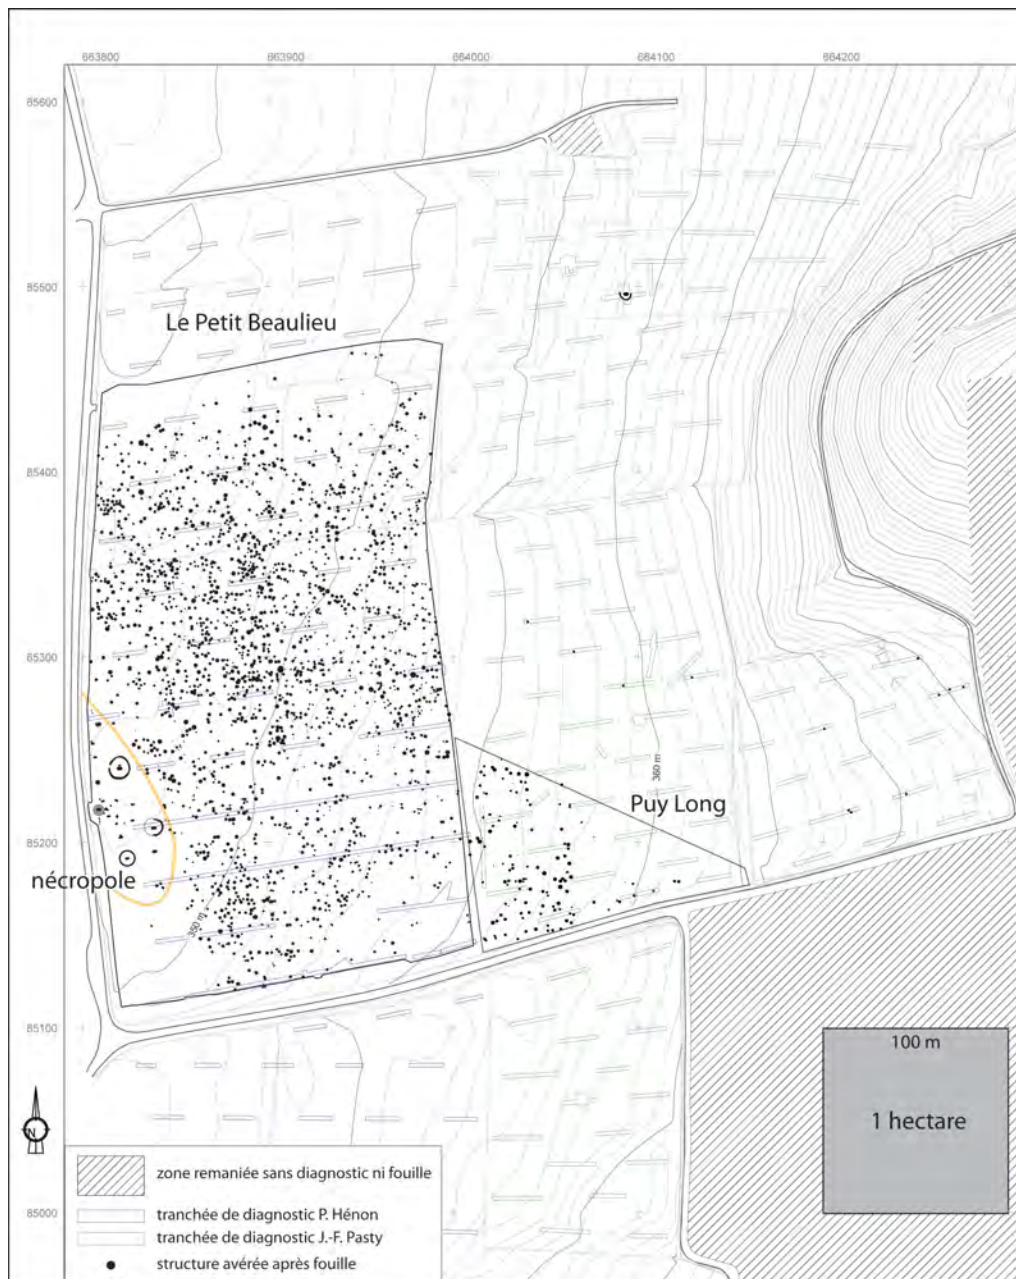 663800 663900 664000 664100 664200
85600
85500
Le Petit Beaulieu
85400
85300
360 m
Puy Long
85200
nécropole
350 m
85100
100 m
1 hectare
N
zone remaniée sans diagnostic ni fouille
85000
tranchée de diagnostic P. Hénon
tranchée de diagnostic J.-F. Pasty
structure avérée après fouille